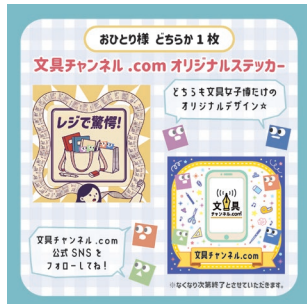 おひとり様 どちらか1枚
文具チャンネル.comオリジナルステッカー
どちらも文具女子博だけの
オリジナルデザイン☆
レジで驚愕!
文具
チャンネル.com!
文具チャンネル.com
文具チャンネル.com
公式SNSを
フォローしてね!
※なくなり次第終了とさせていただきます。